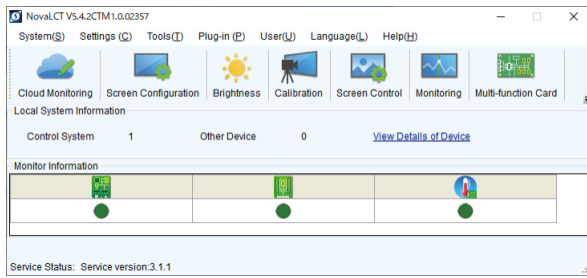 NovaLCT V5.4.2CTM1.0.02357
System(S) Settings (C) Tools(T) Plug-in (P) User(U) Language(L) Help(H)
Cloud Monitoring Screen Configuration Brightness Calibration Screen Control Monitoring Multi-function Card
Local System Information
Control System 1 Other Device 0 View Details of Device
Monitor Information
Service Status: Service version:3.1.1